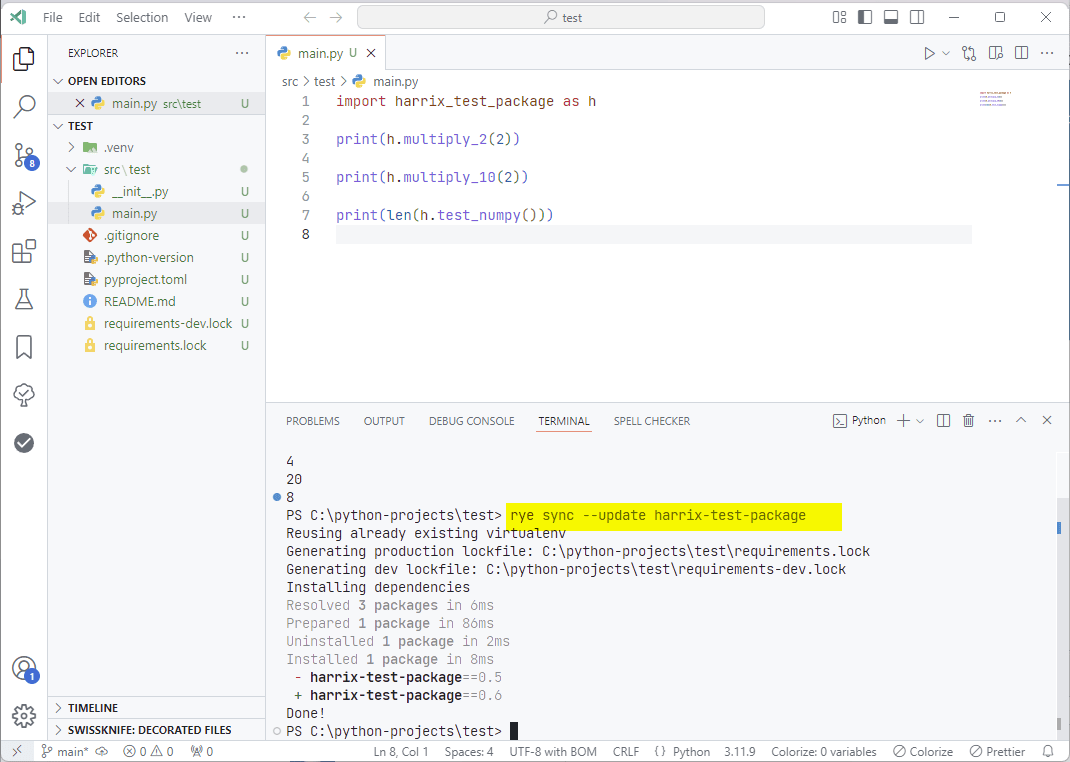 File Edit Selection View ··· test
EXPLORER ···
OPEN EDITORS
main.py src\test U
TEST
.venv
src\test
__init__.py U
main.py U
.gitignore U
.python-version U
pyproject.toml U
README.md U
requirements-dev.lock U
requirements.lock U
TIMELINE
SWISSKNIFE: DECORATED FILES
8
1
main.py U
src > test > main.py
1 import harrix_test_package as h
2
3 print(h.multiply_2(2))
4
5 print(h.multiply_10(2))
6
7 print(len(h.test_numpy()))
8
PROBLEMS OUTPUT DEBUG CONSOLE TERMINAL SPELL CHECKER Python
4
20
8
PS C:\python-projects\test> rye sync --update harrix-test-package
Reusing already existing virtualenv
Generating production lockfile: C:\python-projects\test\requirements.lock
Generating dev lockfile: C:\python-projects\test\requirements-dev.lock
Installing dependencies
Resolved 3 packages in 6ms
Prepared 1 package in 86ms
Uninstalled 1 package in 2ms
Installed 1 package in 8ms
- harrix-test-package==0.5
+ harrix-test-package==0.6
Done!
PS C:\python-projects\test>
main* 0 0 0 Ln 8, Col 1 Spaces: 4 UTF-8 with BOM CRLF {} Python 3.11.9 Colorize: 0 variables Colorize Prettier